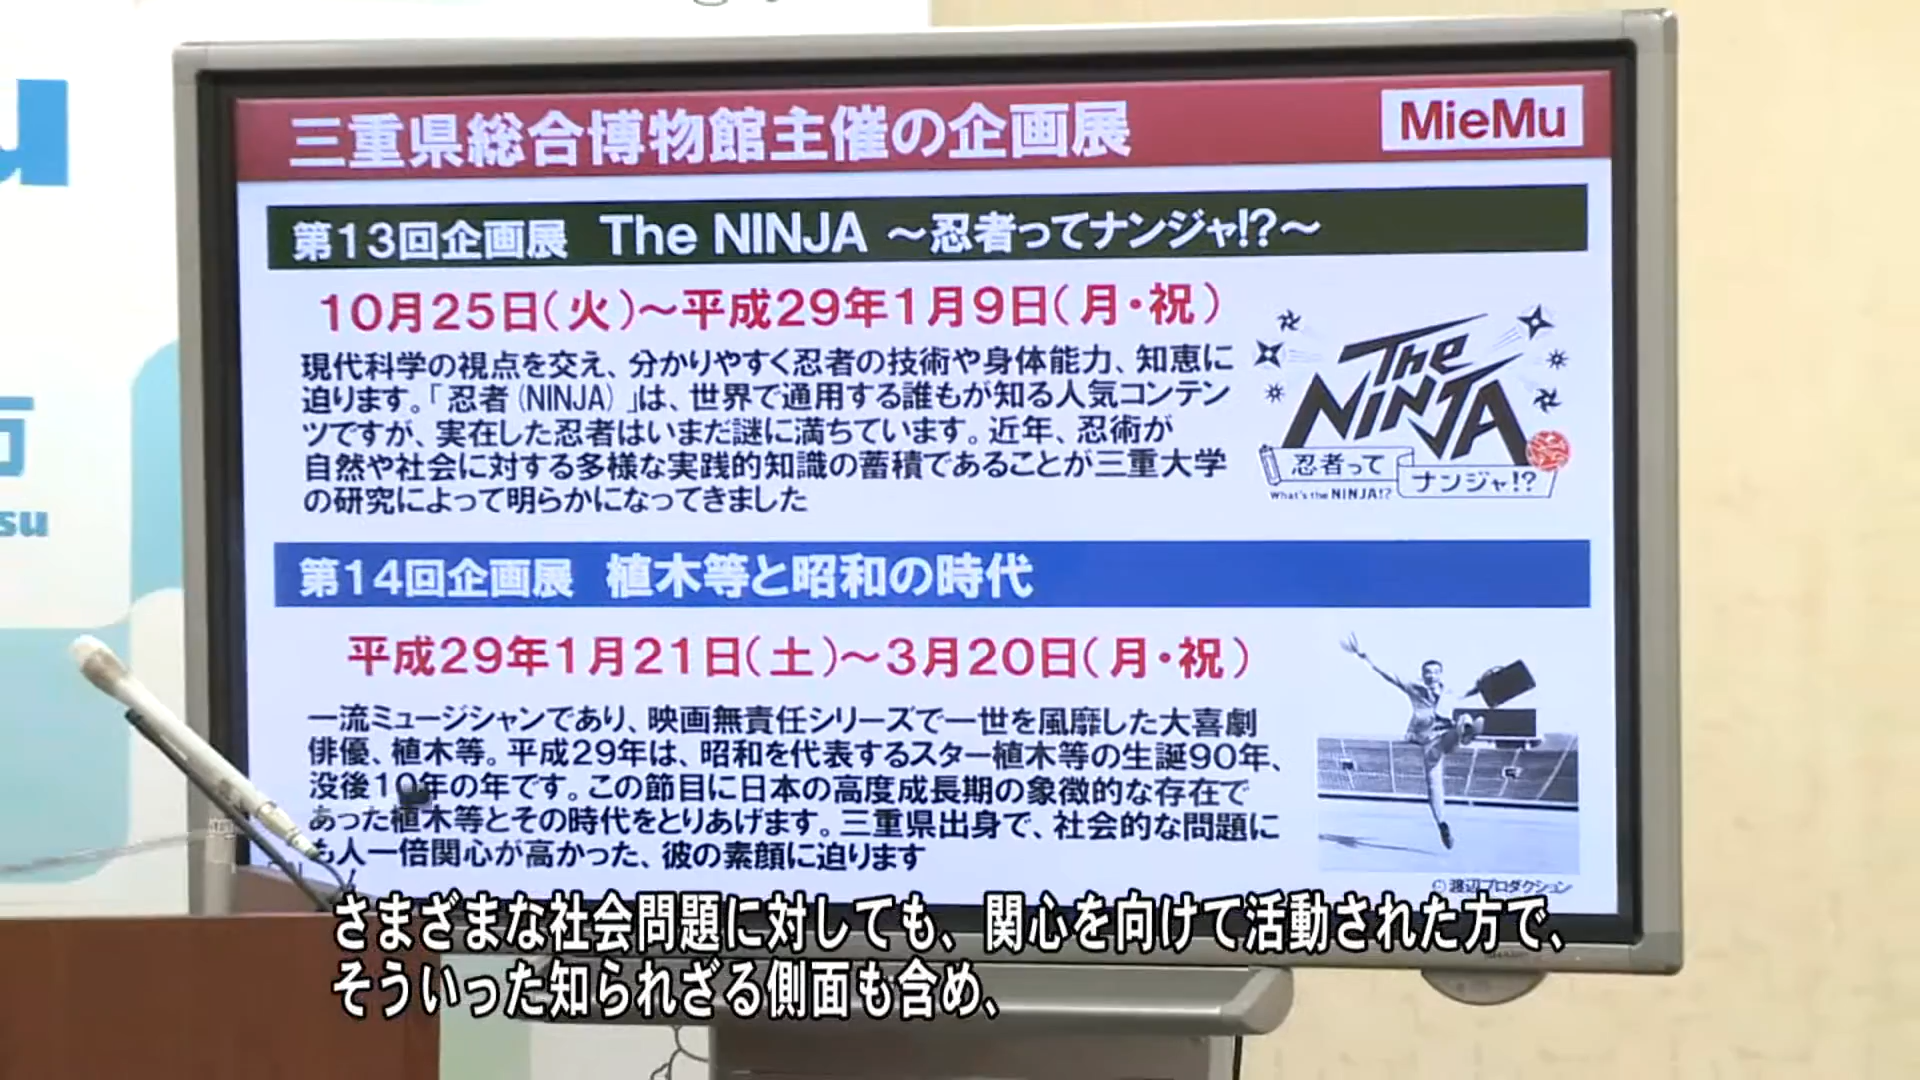 三重県総合博物館主催の企画展
MieMu
第13回企画展 The NINJA ～忍者ってナンジャ!?～
10月25日(火)～平成29年1月9日(月・祝)
現代科学の視点を交え、分かりやすく忍者の技術や身体能力、知恵に
迫ります。「忍者(NINJA)」は、世界で通用する誰もが知る人気コンテン
ツですが、実在した忍者はいまだ謎に満ちています。近年、忍術が
自然や社会に対する多様な実践的知識の蓄積であることが三重大学
の研究によって明らかになってきました
The
NINJA
忍者って
ナンジャ!?
What's the NINJA!?
第14回企画展 植木等と昭和の時代
平成29年1月21日(土)～3月20日(月・祝)
一流ミュージシャンであり、映画無責任シリーズで一世を風靡した大喜劇
俳優、植木等。平成29年は、昭和を代表するスター植木等の生誕90年、
没後10年の年です。この節目に日本の高度成長期の象徴的な存在で
あった植木等とその時代をとりあげます。三重県出身で、社会的な問題に
も人一倍関心が高かった、彼の素顔に迫ります
©渡辺プロダクション
su
さまざまな社会問題に対しても、関心を向けて活動された方で、
そういった知られざる側面も含め、